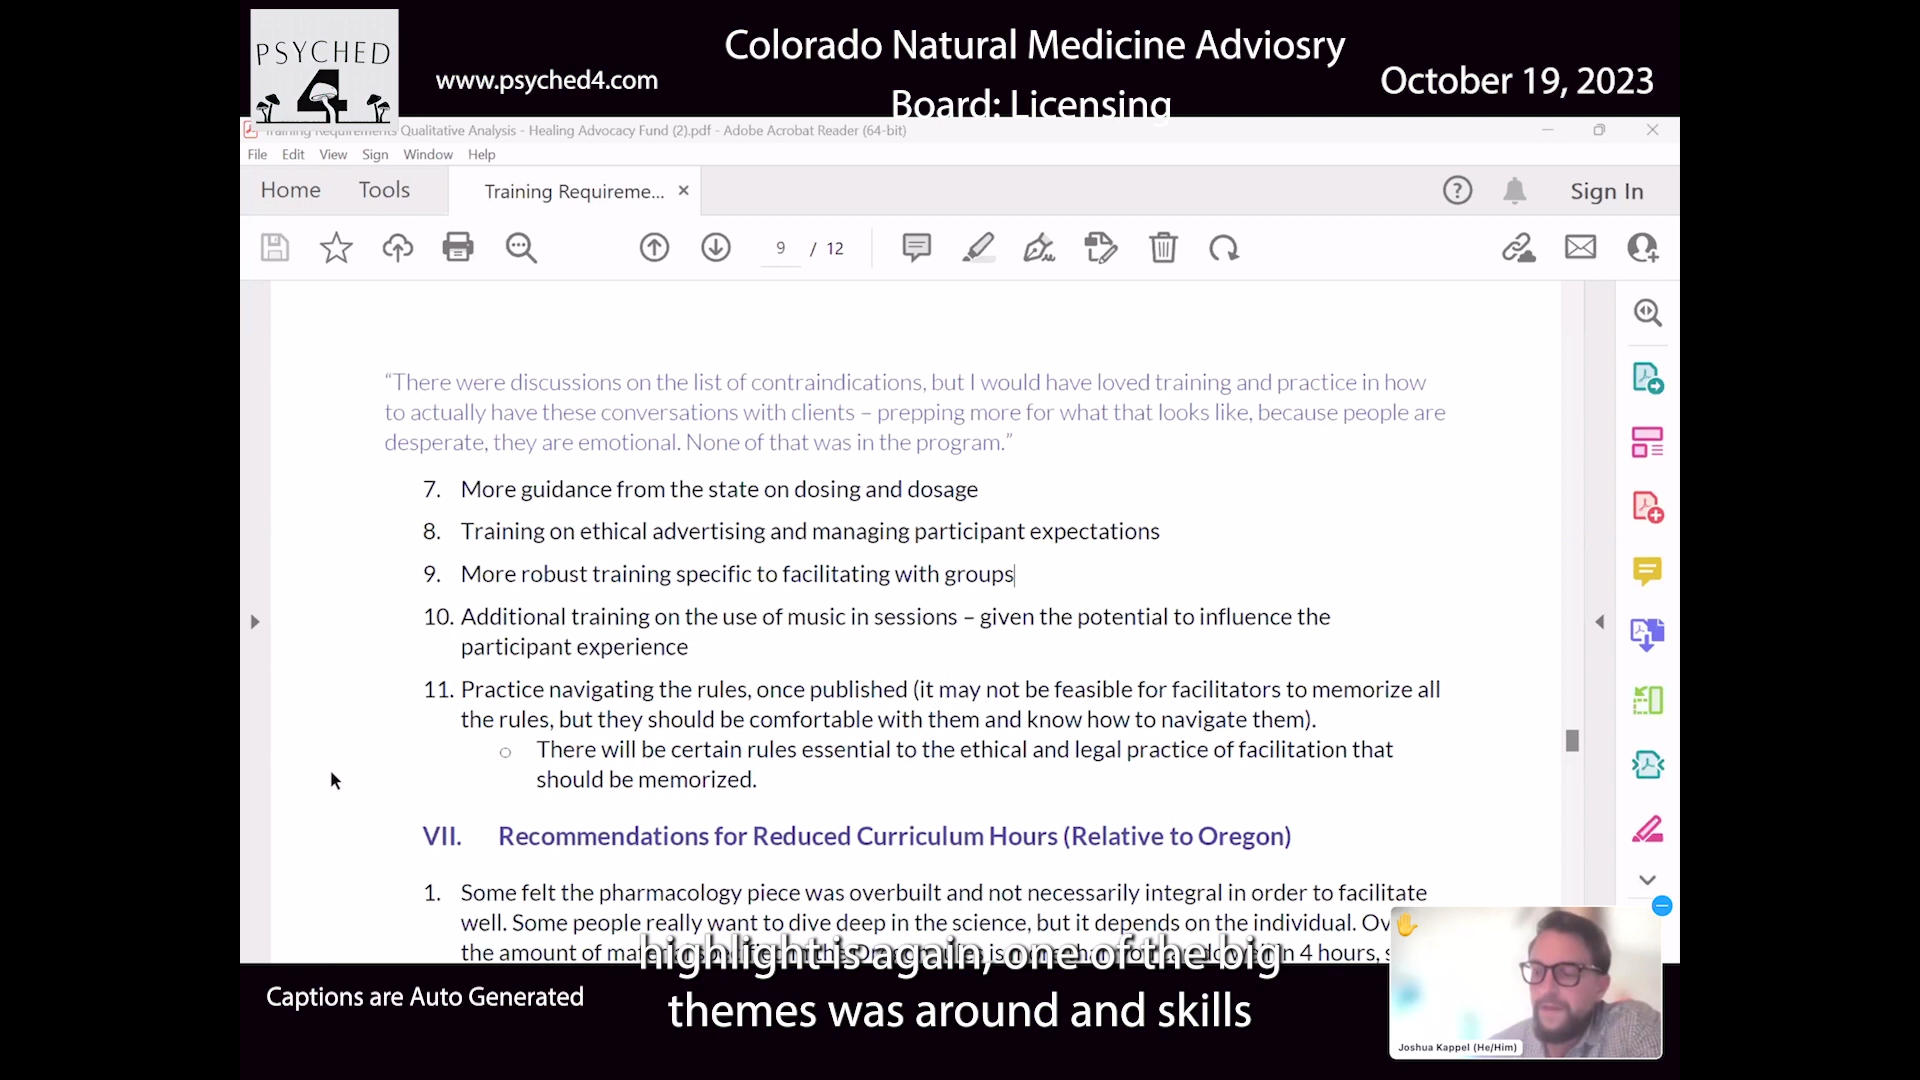 PSYCHED
4
www.psyched4.com
Colorado Natural Medicine Adviosry
Board: Licensing
October 19, 2023
Training Requirements Qualitative Analysis - Healing Advocacy Fund (2).pdf - Adobe Acrobat Reader (64-bit)
File Edit View Sign Window Help
Home Tools Training Requireme... Sign In
9 / 12
“There were discussions on the list of contraindications, but I would have loved training and practice in how
to actually have these conversations with clients – prepping more for what that looks like, because people are
desperate, they are emotional. None of that was in the program.”
7. More guidance from the state on dosing and dosage
8. Training on ethical advertising and managing participant expectations
9. More robust training specific to facilitating with groups
10. Additional training on the use of music in sessions – given the potential to influence the
participant experience
11. Practice navigating the rules, once published (it may not be feasible for facilitators to memorize all
the rules, but they should be comfortable with them and know how to navigate them).
○ There will be certain rules essential to the ethical and legal practice of facilitation that
should be memorized.
VII. Recommendations for Reduced Curriculum Hours (Relative to Oregon)
1. Some felt the pharmacology piece was overbuilt and not necessarily integral in order to facilitate
well. Some people really want to dive deep in the science, but it depends on the individual.
the amount of in 4 hours,
highlight is again, one of the big
themes was around and skills
Captions are Auto Generated
Joshua Kappel (He/Him)